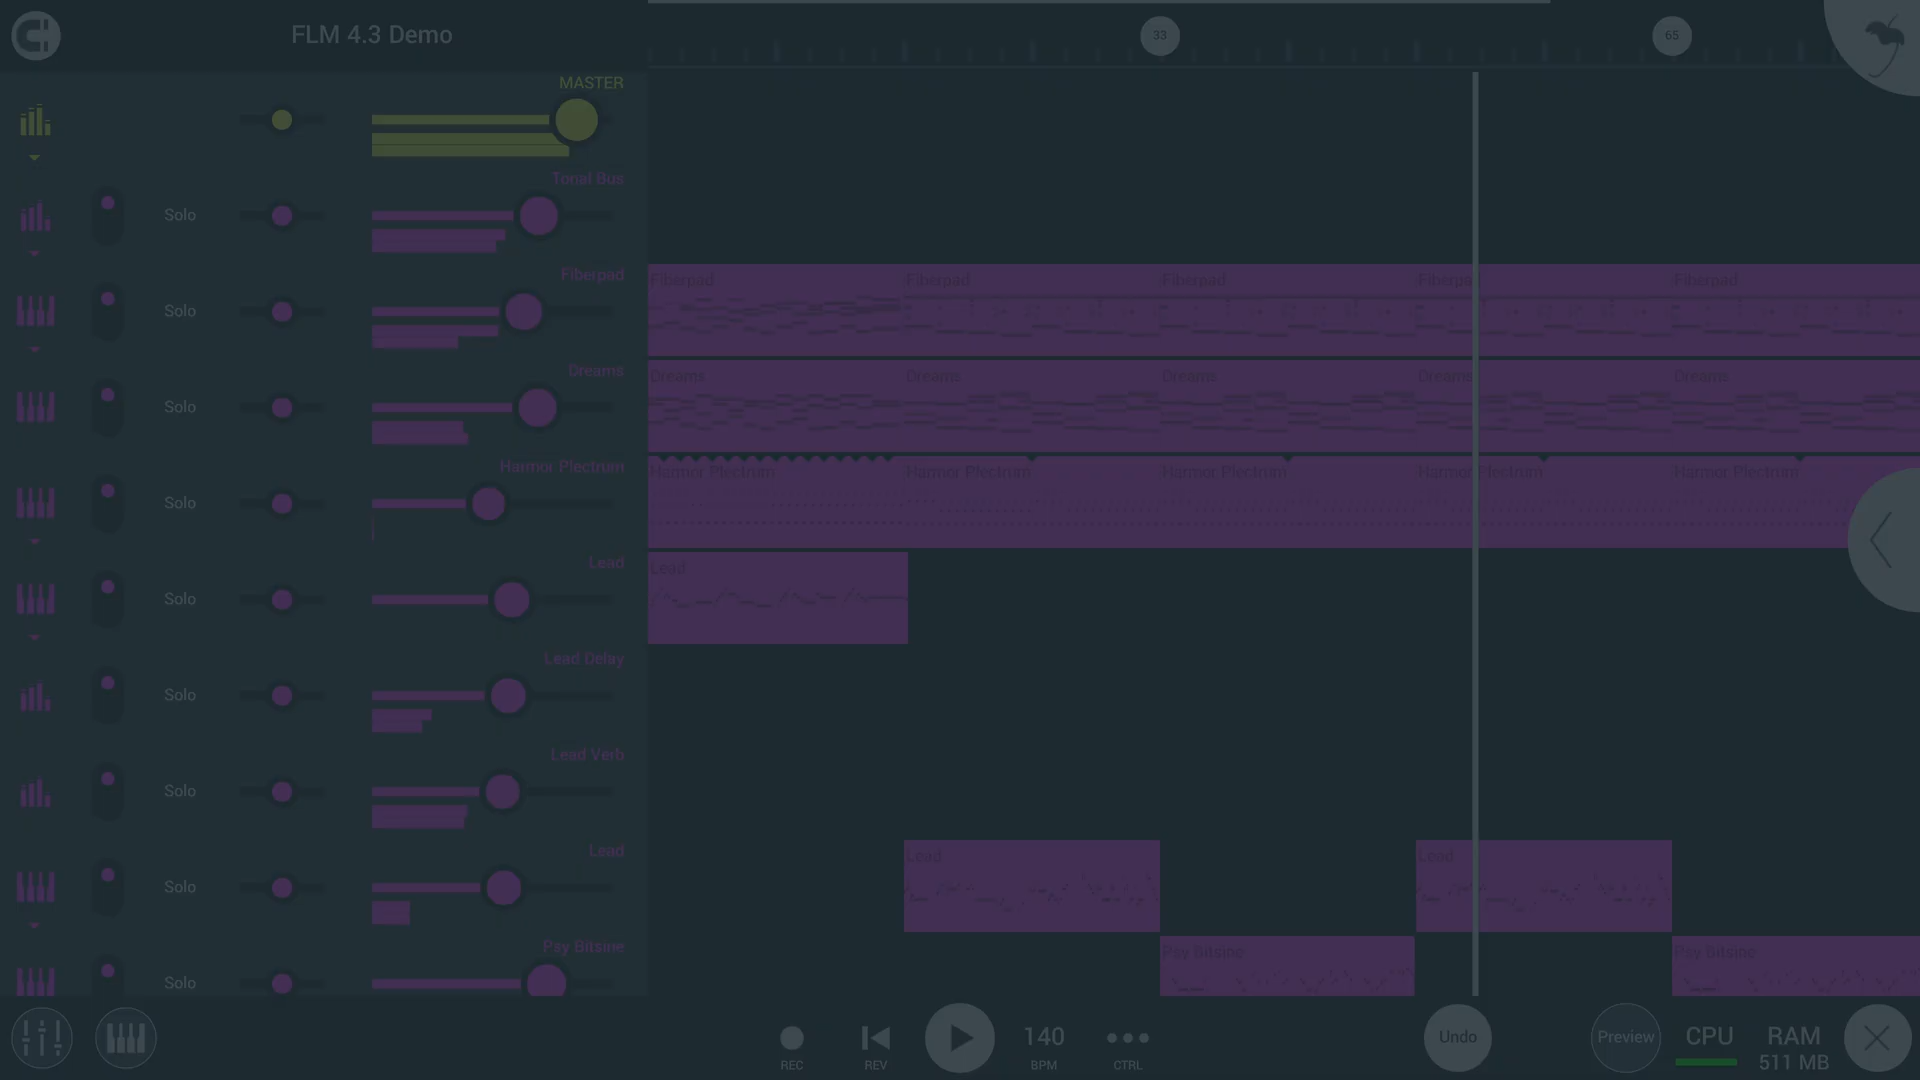 FLM 4.3 Demo
33
65
MASTER
Tonal Bus
Solo
Fiberpad
Solo
Fiberpad Fiberpad Fiberpad Fiberpad Fiberpad
Dreams
Solo
Dreams Dreams Dreams Dreams Dreams
Harmor Plectrum
Solo
Harmor Plectrum Harmor Plectrum Harmor Plectrum Harmor Plectrum Harmor Plectrum
Lead
Solo
Lead
Lead Delay
Solo
Lead Verb
Solo
Lead
Solo
Lead Lead
Psy Bitsine
Solo
Psy Bitsine Psy Bitsine
REC
REV
140
BPM
CTRL
Undo
Preview
CPU
RAM
511 MB